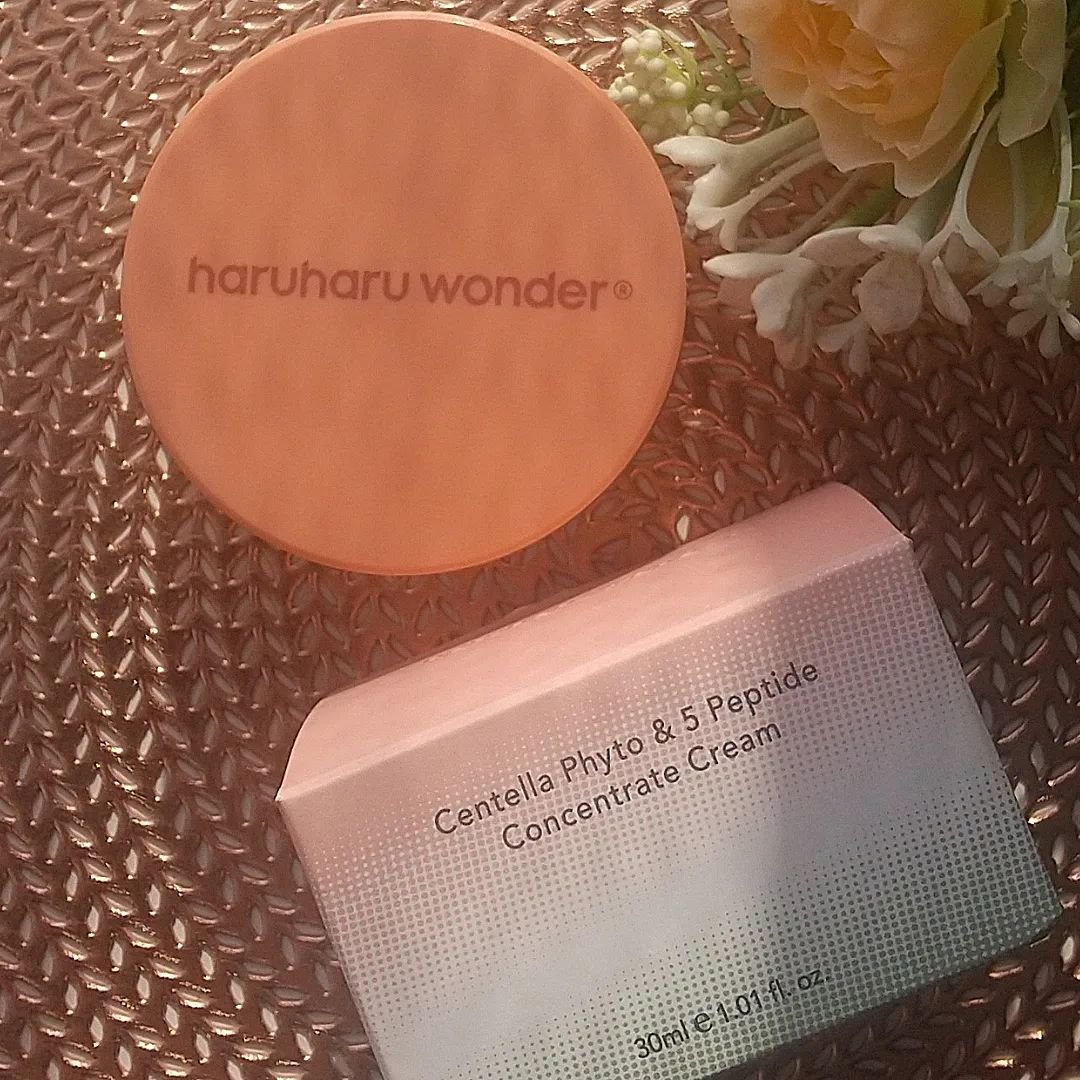 haruharu wonder®
Centella Phyto & 5 Peptide
Concentrate Cream
30ml ℮ 1.01 fl. oz.